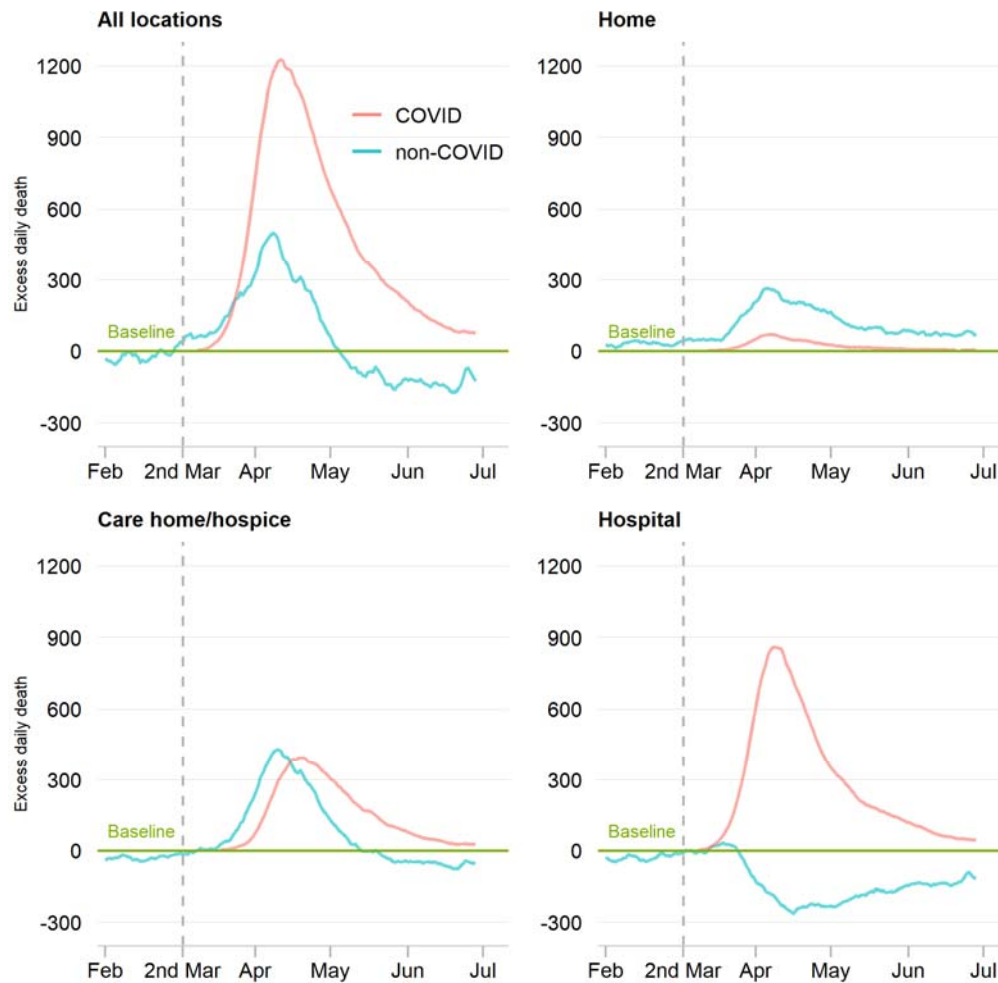 All locations
1200
900
600
300
0
-300
Excess daily death
COVID
non-COVID
Baseline
Feb 2nd Mar Apr May Jun Jul
Home
1200
900
600
300
0
-300
Baseline
Feb 2nd Mar Apr May Jun Jul
Care home/hospice
1200
900
600
300
0
-300
Excess daily death
Baseline
Feb 2nd Mar Apr May Jun Jul
Hospital
1200
900
600
300
0
-300
Baseline
Feb 2nd Mar Apr May Jun Jul